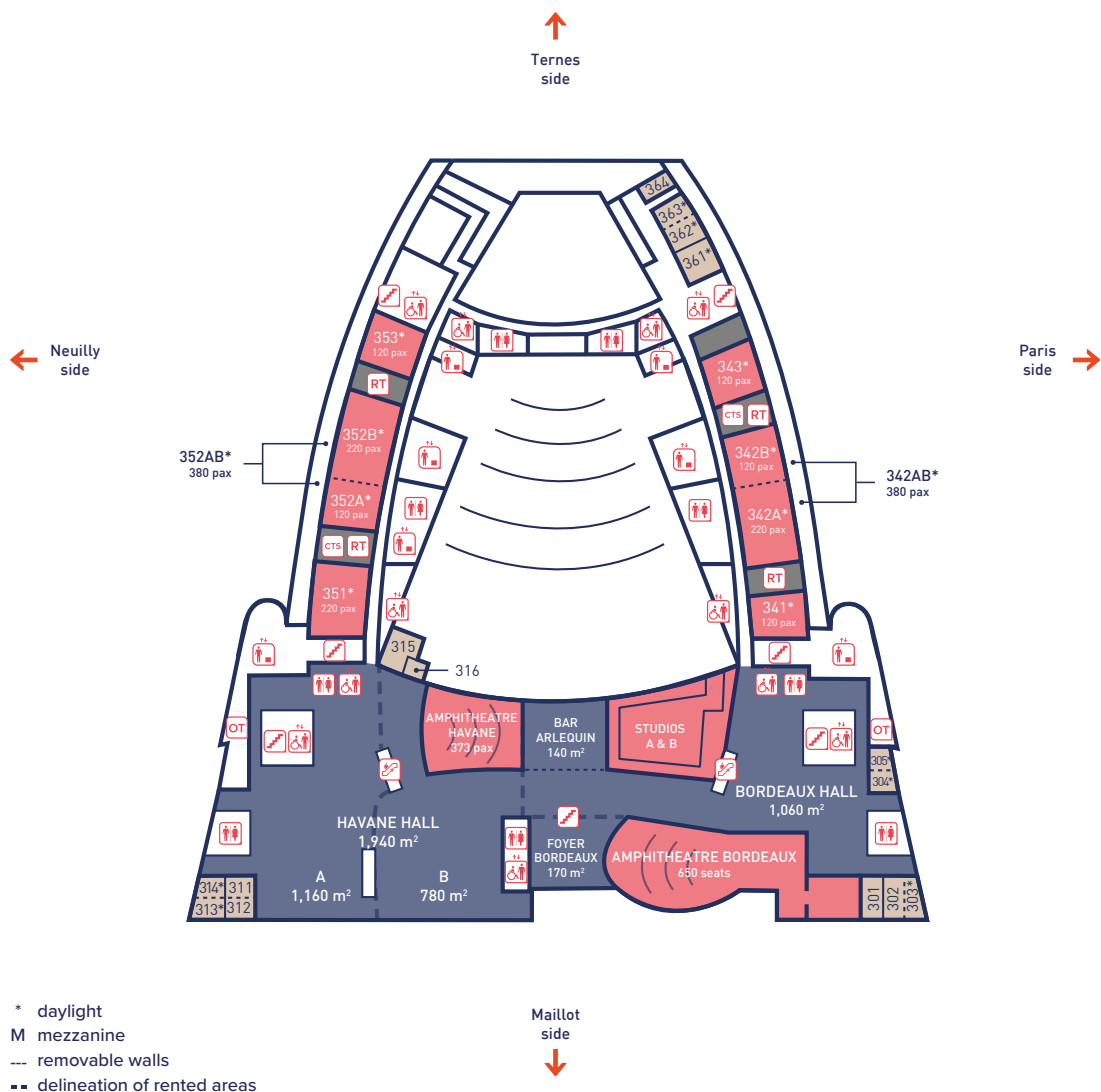 Ternes
side
Neuilly
side
Paris
side
364
363*
362*
361*
353*
120 pax
RT
343*
120 pax
CTS RT
352B*
220 pax
352AB*
380 pax
352A*
120 pax
CTS RT
342B*
120 pax
342AB*
380 pax
342A*
220 pax
RT
351*
220 pax
341*
120 pax
315
316
OT
OT
AMPHITHEATRE
HAVANE
373 pax
BAR
ARLEQUIN
140 m²
STUDIOS
A & B
305*
304*
BORDEAUX HALL
1,060 m²
HAVANE HALL
1,940 m²
A
1,160 m²
B
780 m²
FOYER
BORDEAUX
170 m²
AMPHITHEATRE BORDEAUX
650 seats
314* 311
313* 312
301
302
303*
* daylight
M mezzanine
--- removable walls
-- delineation of rented areas
Maillot
side